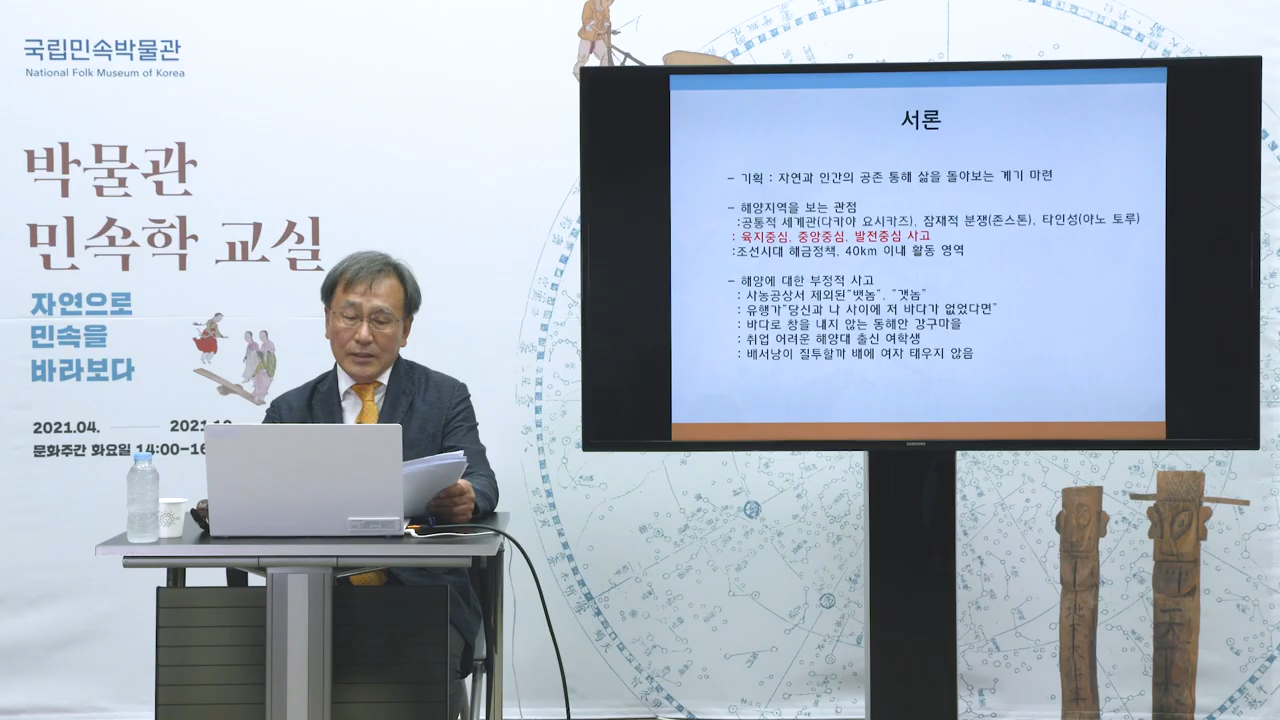 국립민속박물관
National Folk Museum of Korea
박물관
민속학 교실
자연으로
민속을
바라보다
2021.04.
문화주간 화요일 14:00-16
서론
- 기획 : 자연과 인간의 공존 통해 삶을 돌아보는 계기 마련
- 해양지역을 보는 관점
:공통적 세계관(다카야 요시카즈), 잠재적 분쟁(존스톤), 타인성(야노 토루)
: 육지중심, 중앙중심, 발전중심 사고
:조선시대 해금정책, 40km 이내 활동 영역
- 해양에 대한 부정적 사고
: 사농공상서 제외된"뱃놈", "갯놈"
: 유행가"당신과 나 사이에 저 바다가 없었다면"
: 바다로 창을 내지 않는 동해안 강구마을
: 취업 어려운 해양대 출신 여학생
: 배서낭이 질투할까 배에 여자 태우지 않음
SAMSUNG